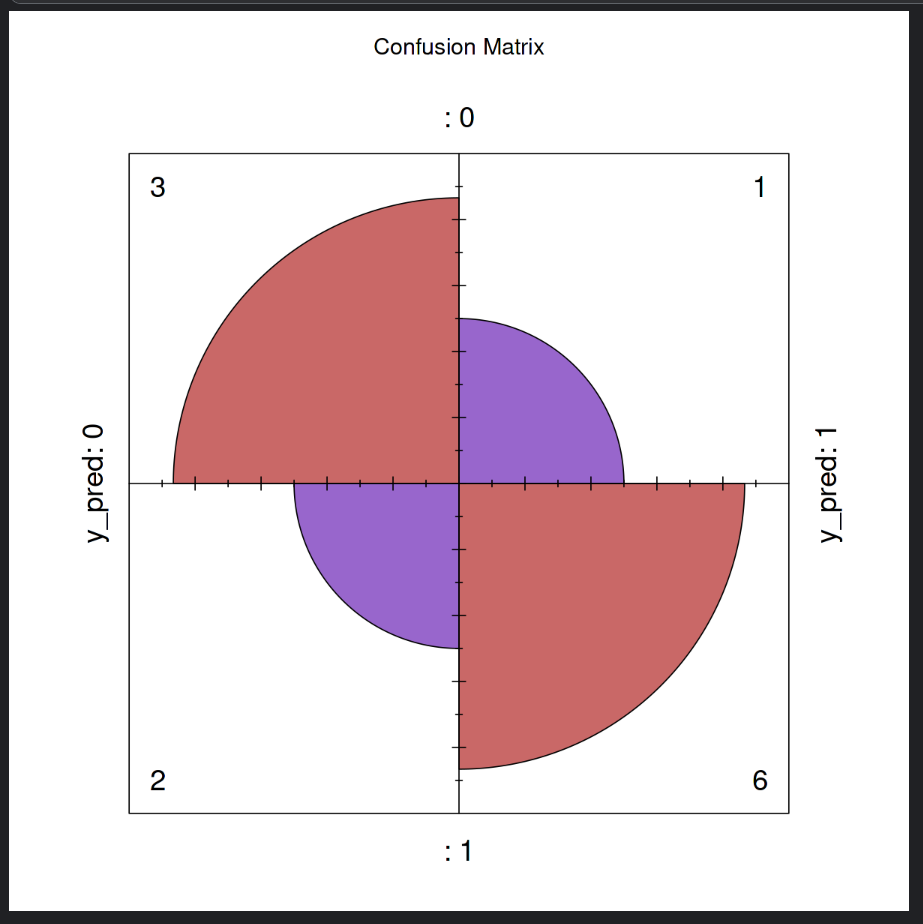 Confusion Matrix
: 0
3
1
y_pred: 0
y_pred: 1
2
6
: 1